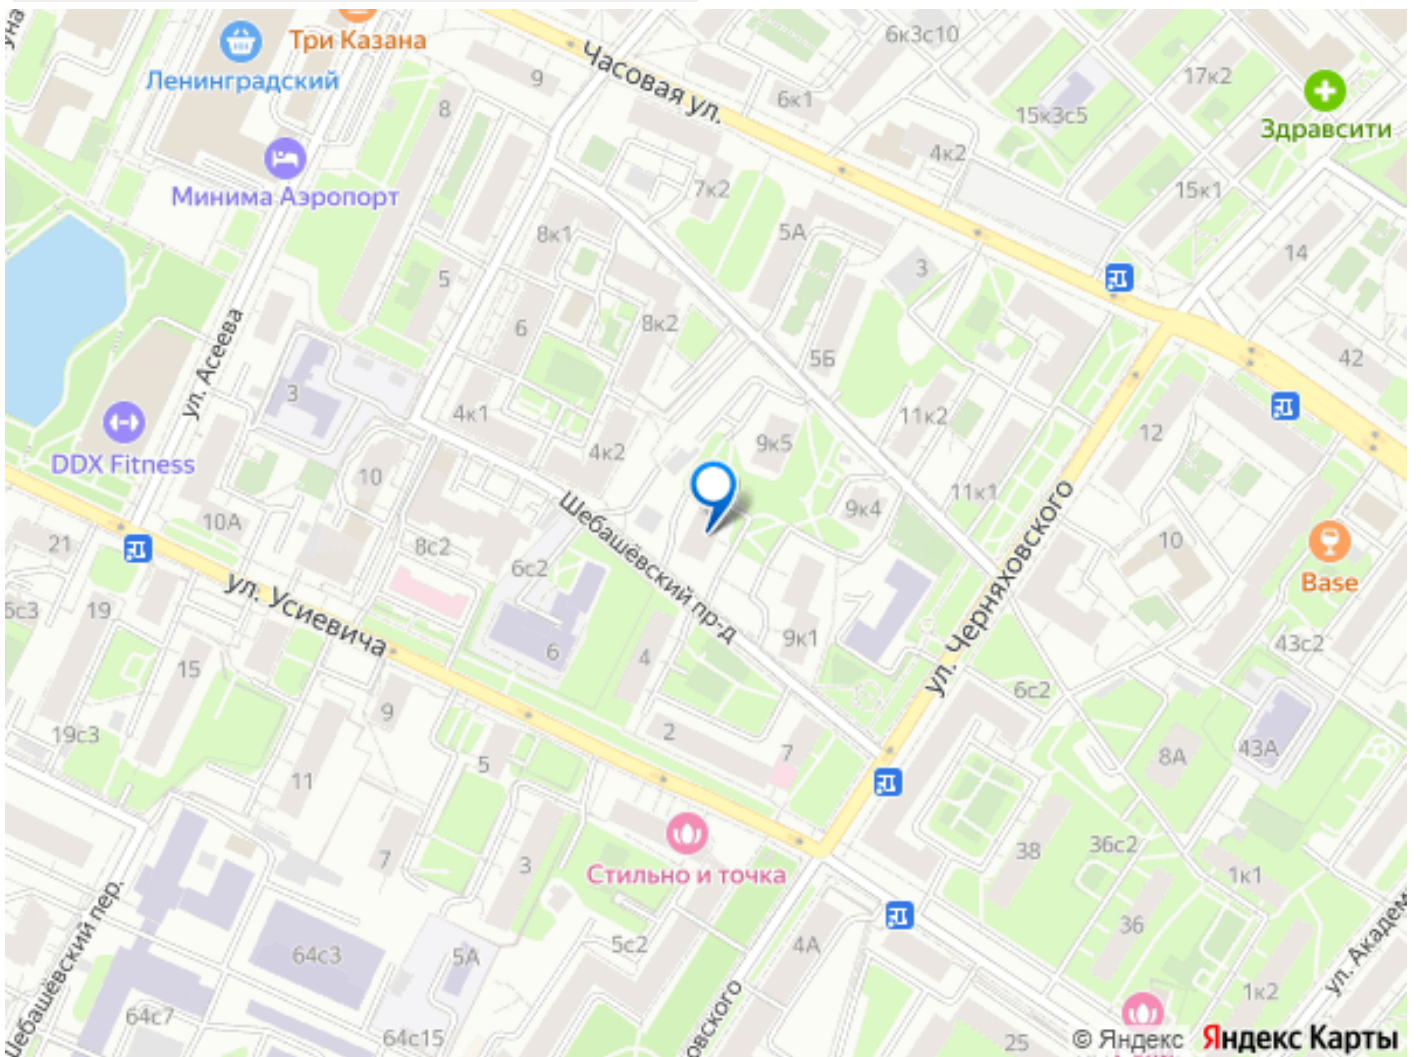 Три Казана
Ленинградский
Часовая ул.
6к3с10
17к2
9
6к1
15к3с5
8
Здравсити
4к2
Минима Аэропорт
7к2
15к1
8к1
5А
14
5
3
ул. Асеева
6
8к2
5Б
42
3
4к1
11к2
12
9к5
4к2
DDX Fitness
10
11к1
9к4
10А
Шебашёвский пр-д
ул. Черняховского
21
8с2
10
6с2
Base
ул. Усиевича
19
9к1
43с2
6
4
15
6с2
9
19с3
2
7
8А
43А
5
11
38
36с2
7
3
Стильно и точка
1к1
36
64с3
5А
5с2
4А
ул. Академ
Шебашёвский пер.
1к2
64с7
овского
64с15
25
© Яндекс Яндекс Карты